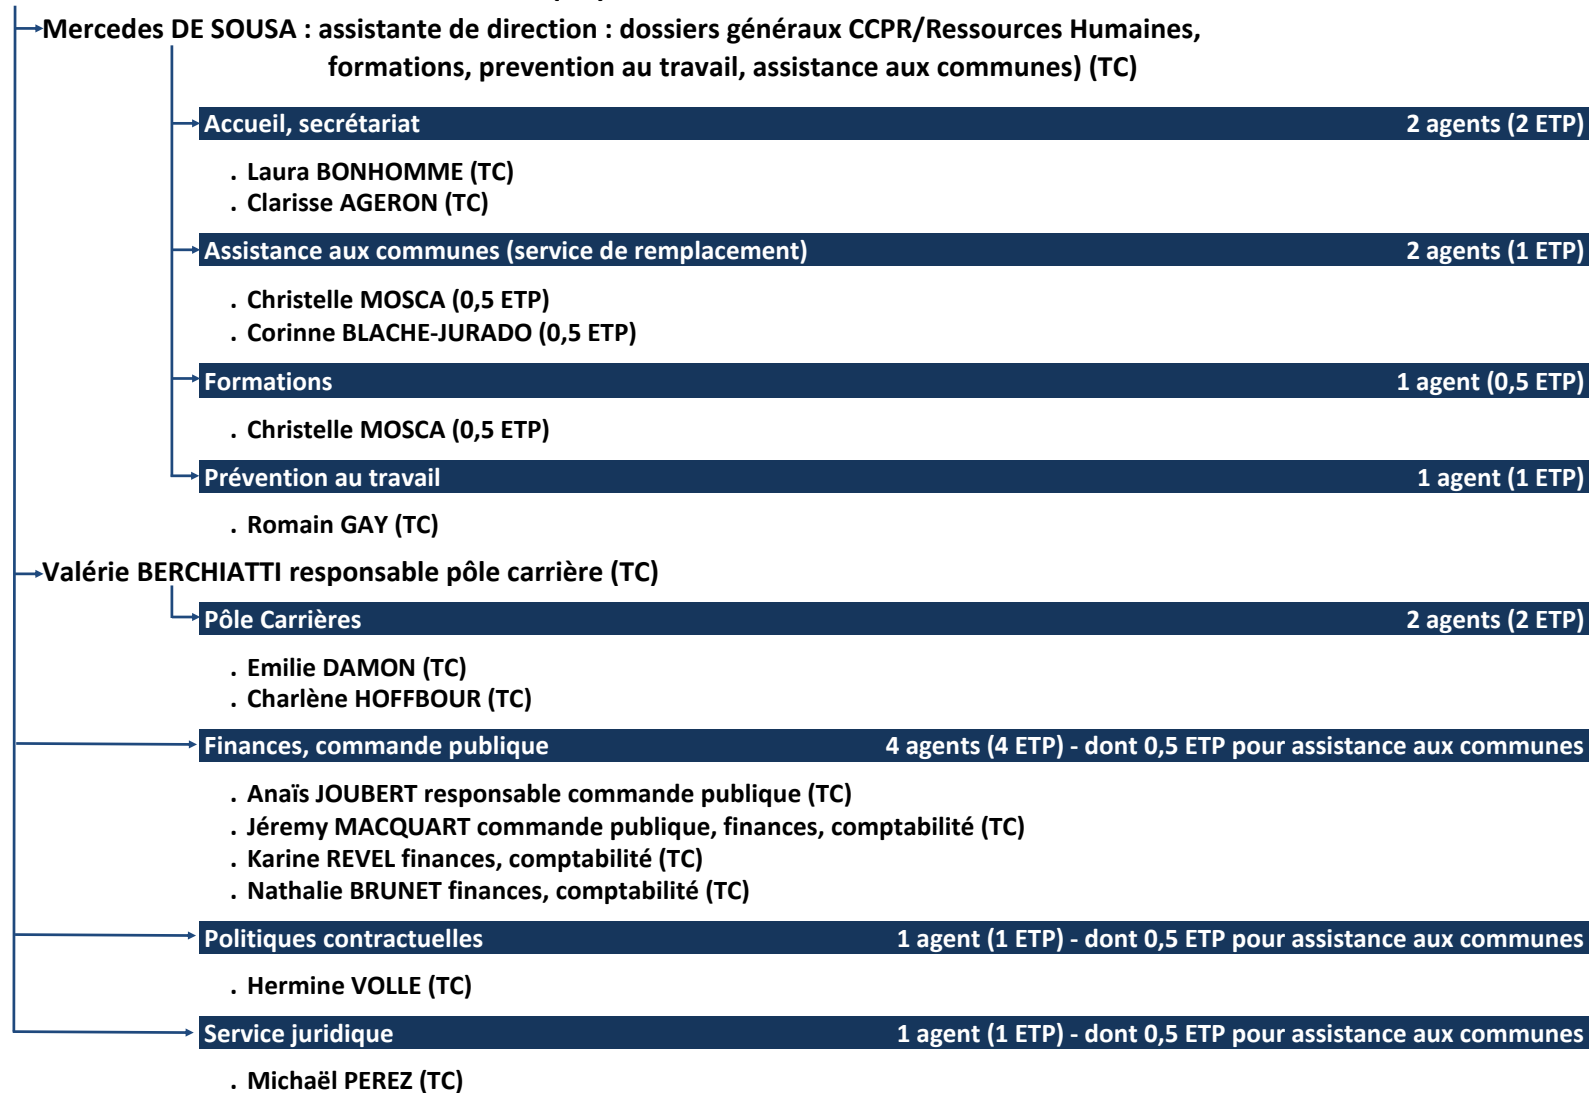 Mercedes DE SOUSA : assistante de direction : dossiers généraux CCPR/Ressources Humaines,
formations, prevention au travail, assistance aux communes) (TC)
Accueil, secrétariat 2 agents (2 ETP)
. Laura BONHOMME (TC)
. Clarisse AGERON (TC)
Assistance aux communes (service de remplacement) 2 agents (1 ETP)
. Christelle MOSCA (0,5 ETP)
. Corinne BLACHE-JURADO (0,5 ETP)
Formations 1 agent (0,5 ETP)
. Christelle MOSCA (0,5 ETP)
Prévention au travail 1 agent (1 ETP)
. Romain GAY (TC)
Valérie BERCHIATTI responsable pôle carrière (TC)
Pôle Carrières 2 agents (2 ETP)
. Emilie DAMON (TC)
. Charlène HOFFBOUR (TC)
Finances, commande publique 4 agents (4 ETP) - dont 0,5 ETP pour assistance aux communes
. Anaïs JOUBERT responsable commande publique (TC)
. Jéremy MACQUART commande publique, finances, comptabilité (TC)
. Karine REVEL finances, comptabilité (TC)
. Nathalie BRUNET finances, comptabilité (TC)
Politiques contractuelles 1 agent (1 ETP) - dont 0,5 ETP pour assistance aux communes
. Hermine VOLLE (TC)
Service juridique 1 agent (1 ETP) - dont 0,5 ETP pour assistance aux communes
. Michaël PEREZ (TC)